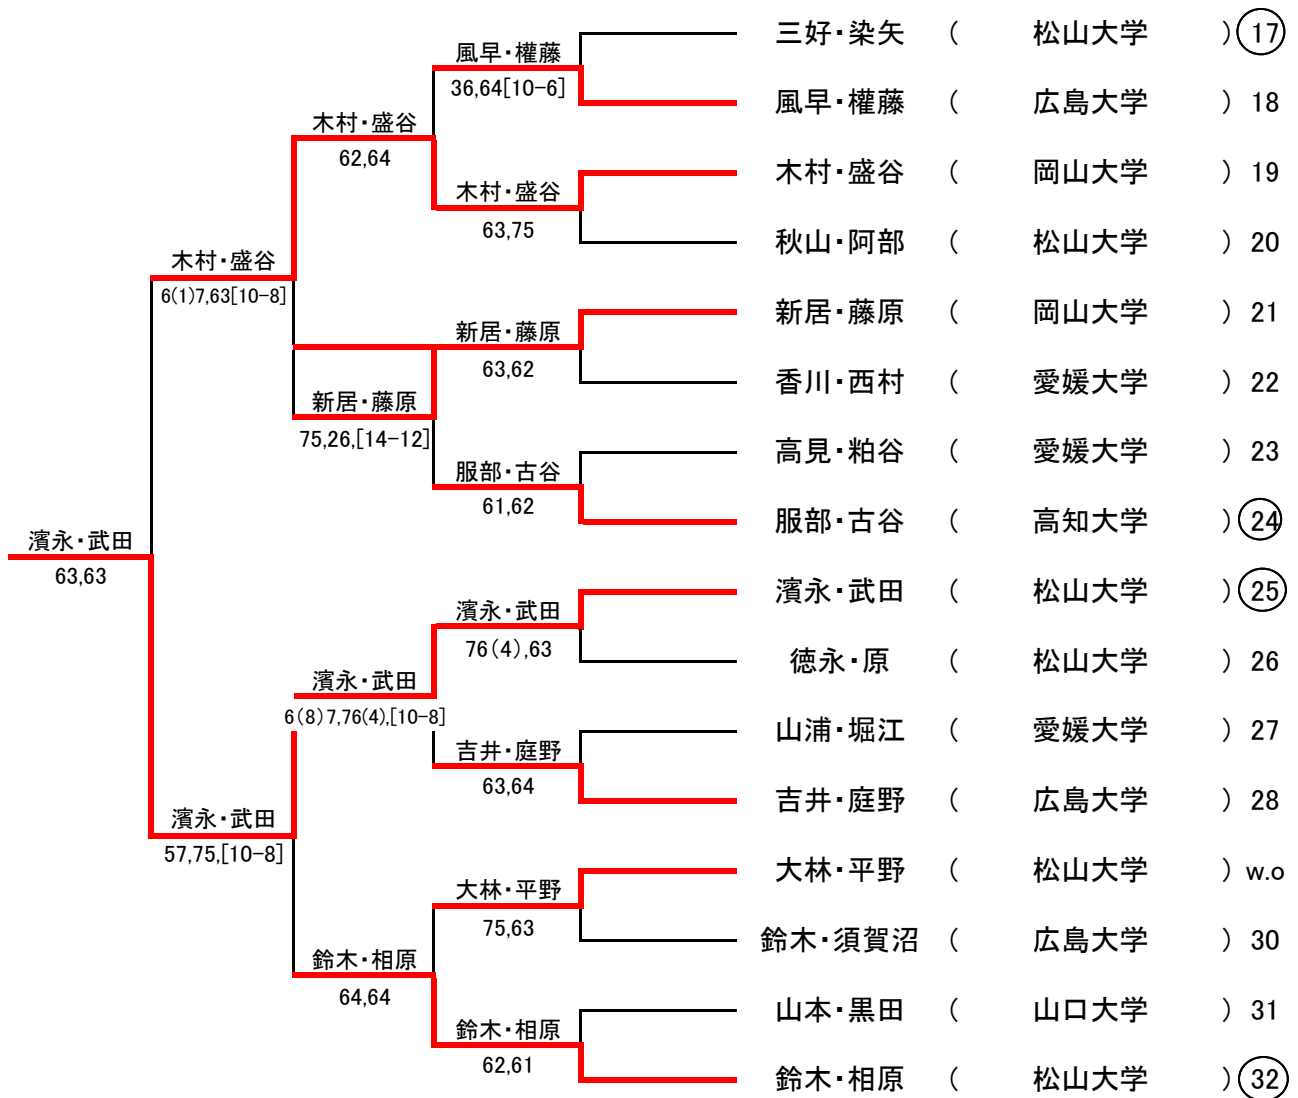 三好・染矢 ( 松山大学 ) 17
風早・權藤
36,64[10-6]
風早・權藤 ( 広島大学 ) 18
木村・盛谷
62,64
木村・盛谷 ( 岡山大学 ) 19
木村・盛谷
63,75
秋山・阿部 ( 松山大学 ) 20
木村・盛谷
6(1)7,63[10-8]
新居・藤原 ( 岡山大学 ) 21
新居・藤原
63,62
香川・西村 ( 愛媛大学 ) 22
新居・藤原
75,26,[14-12]
高見・粕谷 ( 愛媛大学 ) 23
服部・古谷
61,62
服部・古谷 ( 高知大学 ) 24
濱永・武田
63,63
濱永・武田 ( 松山大学 ) 25
濱永・武田
76(4),63
徳永・原 ( 松山大学 ) 26
濱永・武田
6(8)7,76(4),[10-8]
山浦・堀江 ( 愛媛大学 ) 27
吉井・庭野
63,64
吉井・庭野 ( 広島大学 ) 28
濱永・武田
57,75,[10-8]
大林・平野 ( 松山大学 ) w.o
大林・平野
75,63
鈴木・須賀沼 ( 広島大学 ) 30
鈴木・相原
64,64
山本・黒田 ( 山口大学 ) 31
鈴木・相原
62,61
鈴木・相原 ( 松山大学 ) 32